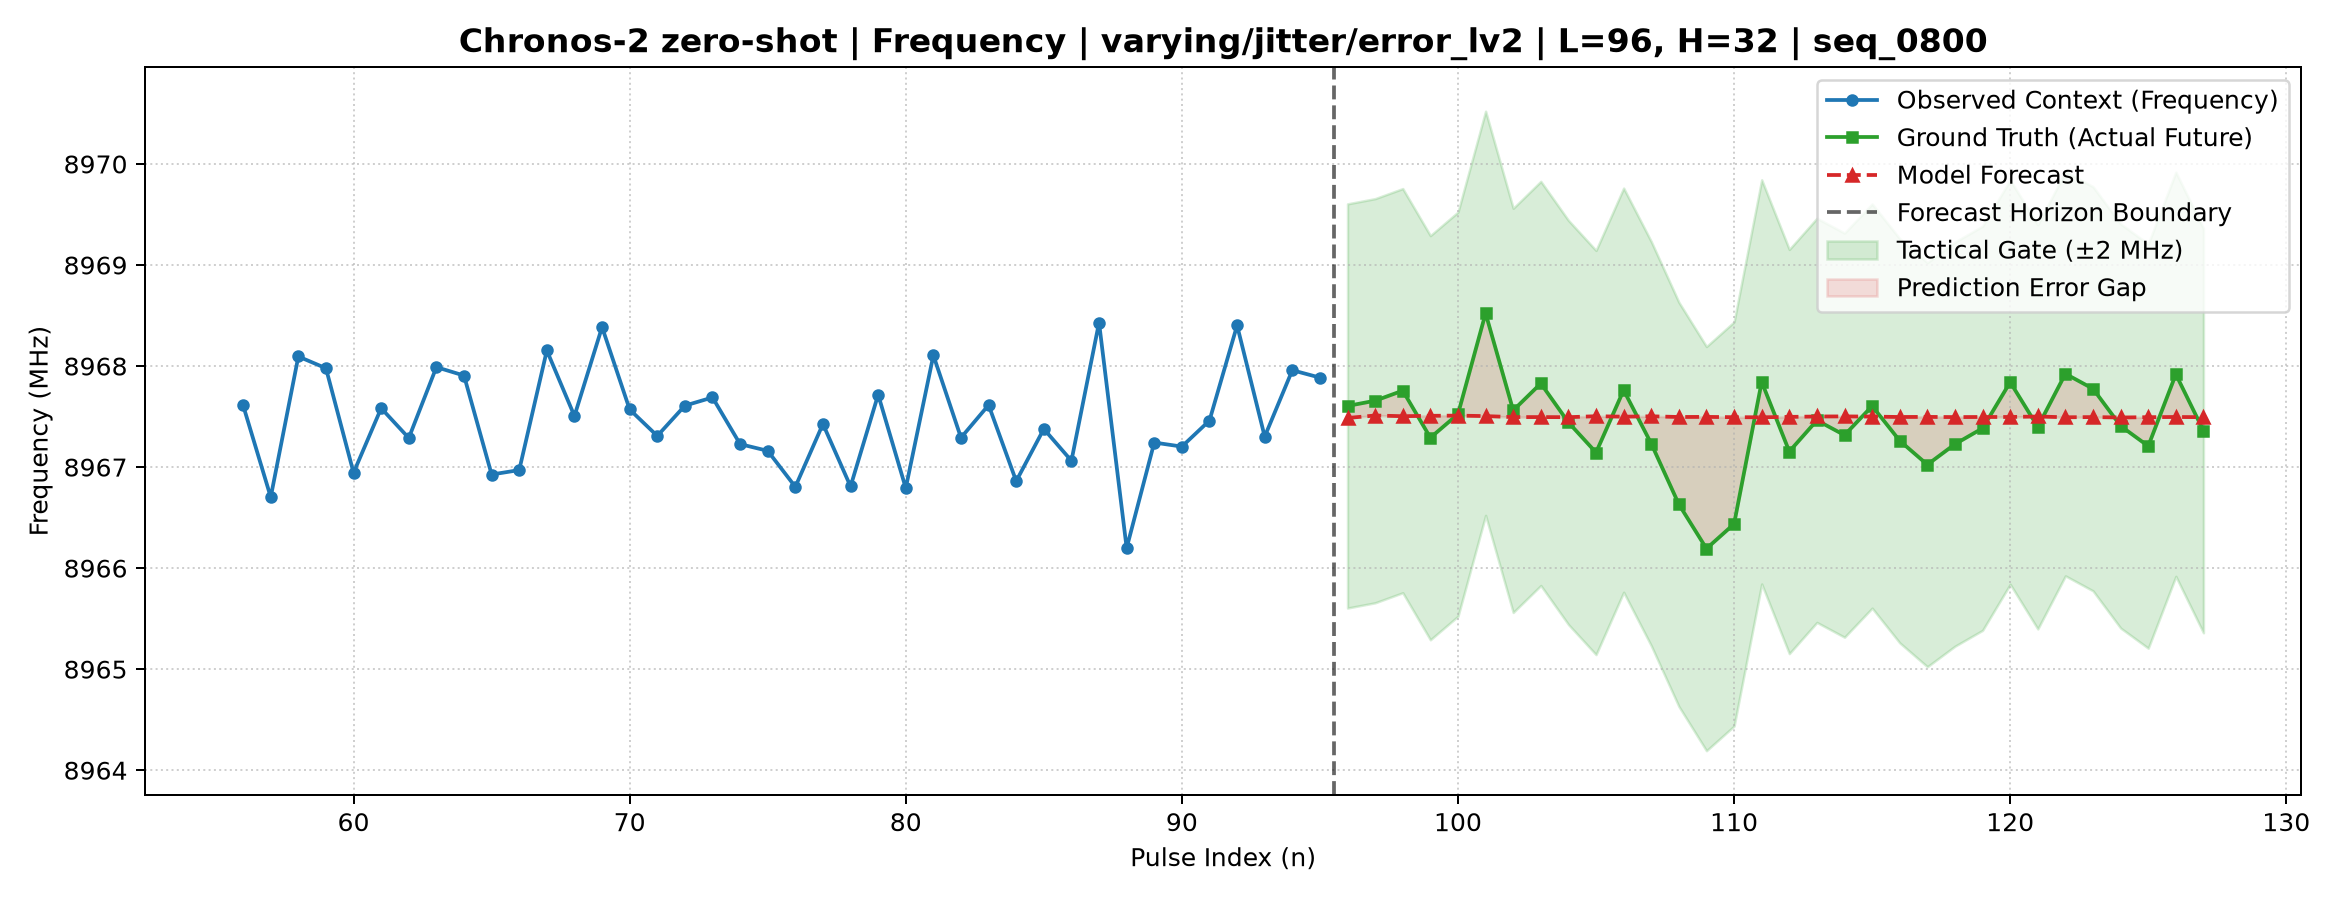 Chronos-2 zero-shot | Frequency | varying/jitter/error_lv2 | L=96, H=32 | seq_0800
Observed Context (Frequency)
Ground Truth (Actual Future)
Model Forecast
Forecast Horizon Boundary
Tactical Gate (±2 MHz)
Prediction Error Gap
Frequency (MHz)
8970
8969
8968
8967
8966
8965
8964
60 70 80 90 100 110 120 130
Pulse Index (n)